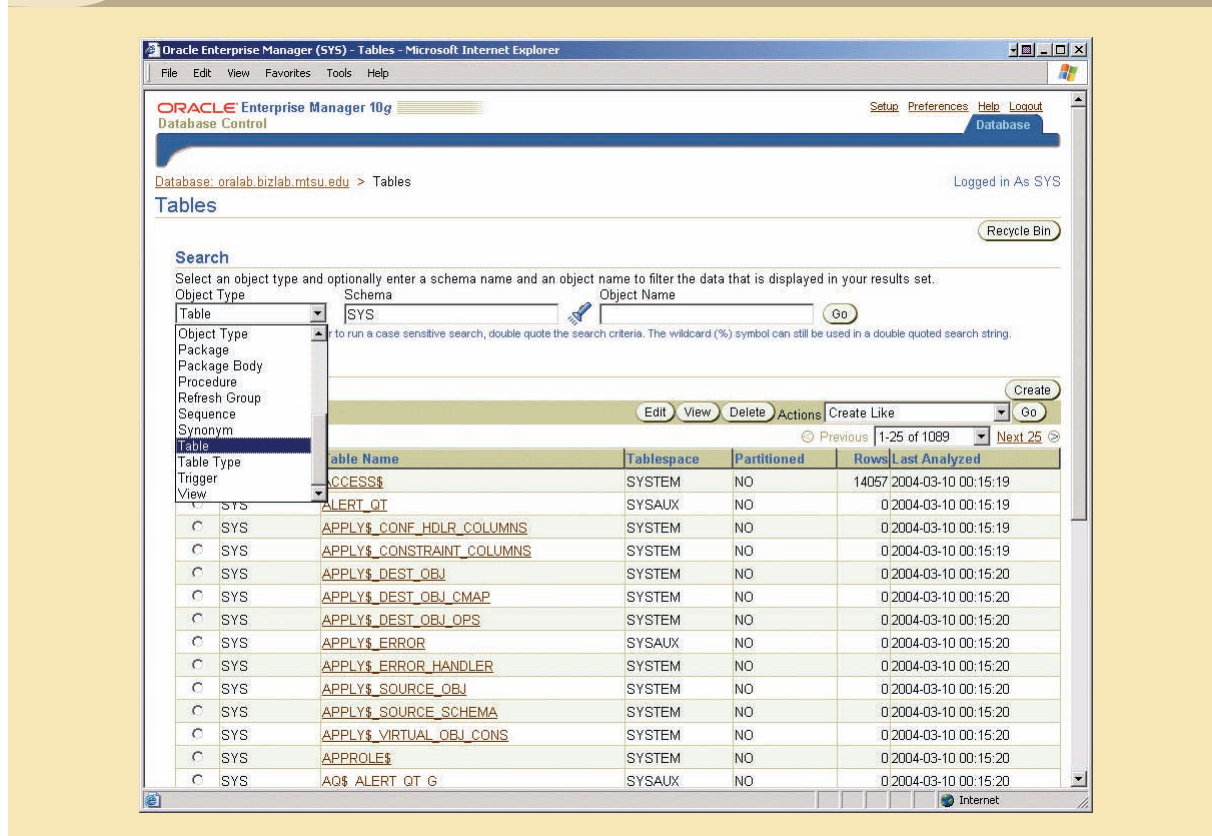 Oracle Enterprise Manager (SYS) - Tables - Microsoft Internet Explorer
File Edit View Favorites Tools Help
ORACLE Enterprise Manager 10g
Database Control
Setup Preferences Help Logout
Database
Database: oralab.bizlab.mtsu.edu > Tables
Logged in As SYS
Tables
Recycle Bin
Search
Select an object type and optionally enter a schema name and an object name to filter the data that is displayed in your results set.
Object Type Schema Object Name
Table SYS Go
to run a case sensitive search, double quote the search criteria. The wildcard (%) symbol can still be used in a double quoted search string.
Object Type
Package
Package Body
Procedure
Refresh Group
Sequence
Synonym
Table
Table Type
Trigger
View
Create
Edit View Delete Actions Create Like Go
Previous 1-25 of 1089 Next 25
Table Name Tablespace Partitioned Rows Last Analyzed
ACCESS$ SYSTEM NO 14057 2004-03-10 00:15:19
SYS ALERT_QT SYSAUX NO 0 2004-03-10 00:15:19
SYS APPLY$_CONF_HDLR_COLUMNS SYSTEM NO 0 2004-03-10 00:15:19
SYS APPLY$_CONSTRAINT_COLUMNS SYSTEM NO 0 2004-03-10 00:15:19
SYS APPLY$_DEST_OBJ SYSTEM NO 0 2004-03-10 00:15:20
SYS APPLY$_DEST_OBJ_CMAP SYSTEM NO 0 2004-03-10 00:15:20
SYS APPLY$_DEST_OBJ_OPS SYSTEM NO 0 2004-03-10 00:15:20
SYS APPLY$_ERROR SYSAUX NO 0 2004-03-10 00:15:20
SYS APPLY$_ERROR_HANDLER SYSTEM NO 0 2004-03-10 00:15:20
SYS APPLY$_SOURCE_OBJ SYSTEM NO 0 2004-03-10 00:15:20
SYS APPLY$_SOURCE_SCHEMA SYSTEM NO 0 2004-03-10 00:15:20
SYS APPLY$_VIRTUAL_OBJ_CONS SYSTEM NO 0 2004-03-10 00:15:20
SYS APPROLE$ SYSTEM NO 0 2004-03-10 00:15:20
SYS AQ$_ALERT_QT_G SYSAUX NO 0 2004-03-10 00:15:20
Internet